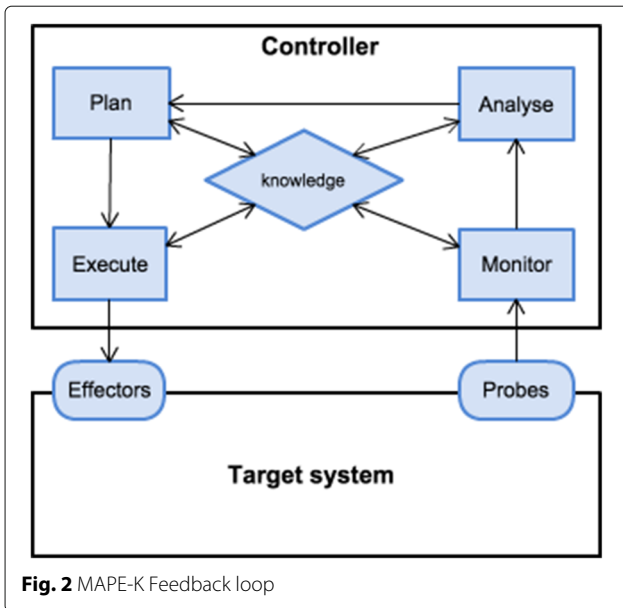 Controller
Plan
Analyse
knowledge
Execute
Monitor
Effectors
Probes
Target system
Fig. 2 MAPE-K Feedback loop